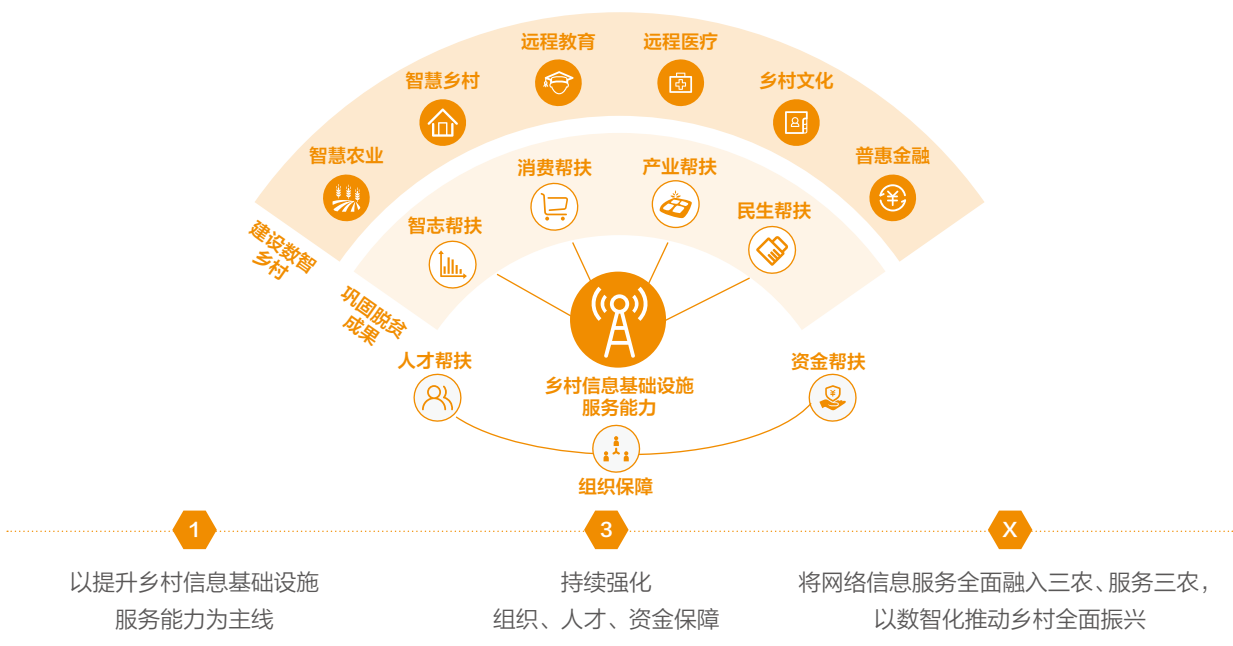 远程教育
远程医疗
智慧乡村
乡村文化
智慧农业
普惠金融
建设数智
乡村
消费帮扶
产业帮扶
智志帮扶
民生帮扶
巩固脱贫
成果
人才帮扶
资金帮扶
乡村信息基础设施
服务能力
组织保障
1
3
X
以提升乡村信息基础设施
服务能力为主线
持续强化
组织、人才、资金保障
将网络信息服务全面融入三农、服务三农，
以数智化推动乡村全面振兴